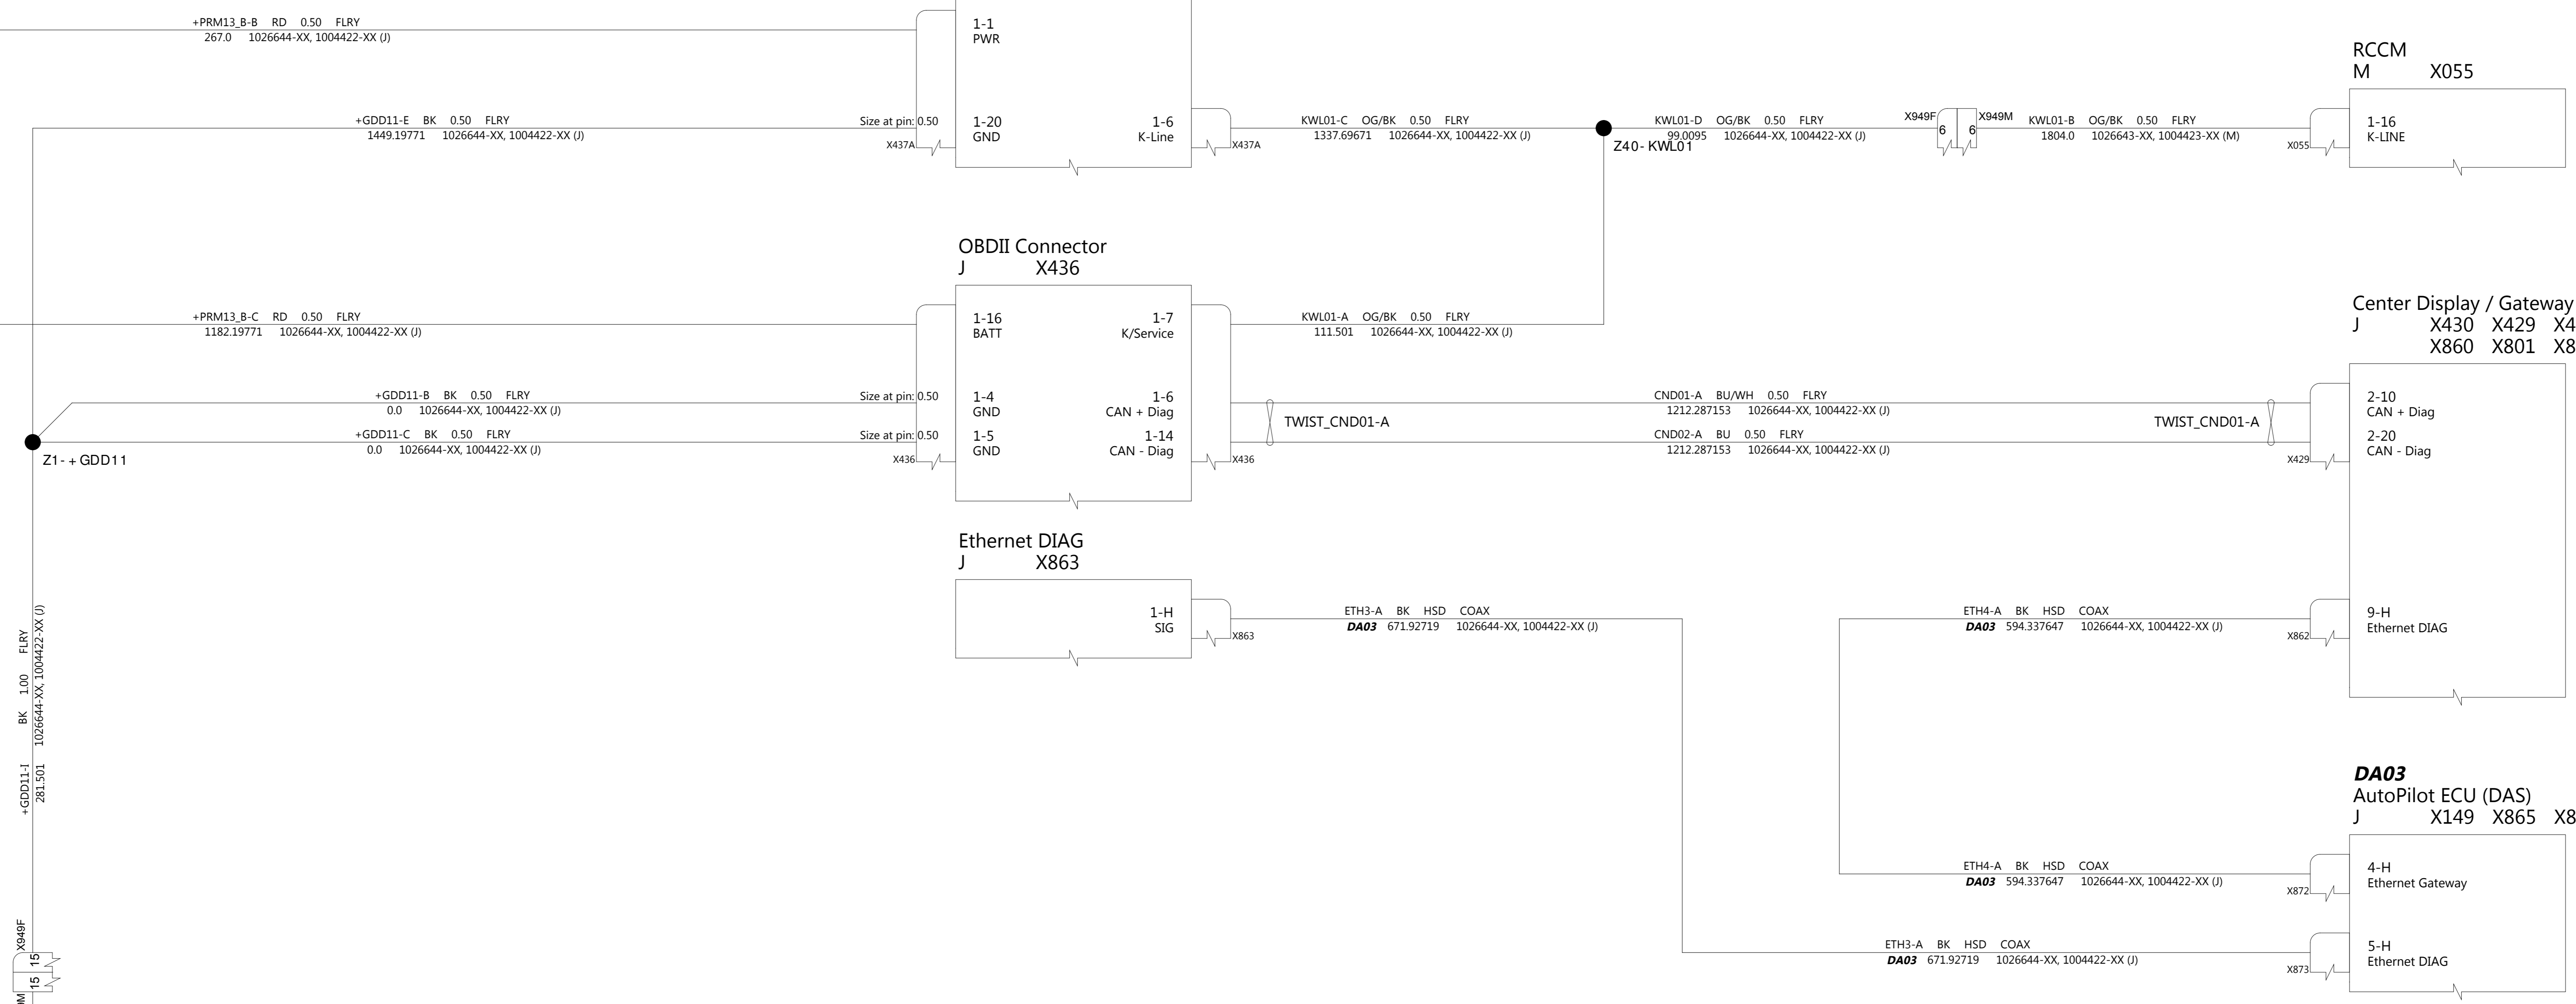 +PRM13_B-B RD 0.50 FLRY
267.0 1026644-XX, 1004422-XX (J)
1-1
PWR
+GDD11-E BK 0.50 FLRY
1449.19771 1026644-XX, 1004422-XX (J)
Size at pin: 0.50
X437A
1-20
GND
1-6
K-Line
X437A
KWL01-C OG/BK 0.50 FLRY
1337.69671 1026644-XX, 1004422-XX (J)
Z40-KWL01
KWL01-D OG/BK 0.50 FLRY
99.0095 1026644-XX, 1004422-XX (J)
X949F
6
6
X949M
KWL01-B OG/BK 0.50 FLRY
1804.0 1026643-XX, 1004423-XX (M)
X055
RCCM
M X055
1-16
K-LINE
OBDII Connector
J X436
+PRM13_B-C RD 0.50 FLRY
1182.19771 1026644-XX, 1004422-XX (J)
1-16
BATT
1-7
K/Service
KWL01-A OG/BK 0.50 FLRY
111.501 1026644-XX, 1004422-XX (J)
+GDD11-B BK 0.50 FLRY
0.0 1026644-XX, 1004422-XX (J)
Size at pin: 0.50
1-4
GND
1-6
CAN + Diag
+GDD11-C BK 0.50 FLRY
0.0 1026644-XX, 1004422-XX (J)
Size at pin: 0.50
X436
1-5
GND
1-14
CAN - Diag
X436
Z1-+GDD11
TWIST_CND01-A
CND01-A BU/WH 0.50 FLRY
1212.287153 1026644-XX, 1004422-XX (J)
CND02-A BU 0.50 FLRY
1212.287153 1026644-XX, 1004422-XX (J)
TWIST_CND01-A
X429
Center Display / Gateway
J X430 X429 X4
X860 X801 X8
2-10
CAN + Diag
2-20
CAN - Diag
Ethernet DIAG
J X863
1-H
SIG
X863
ETH3-A BK HSD COAX
DA03 671.92719 1026644-XX, 1004422-XX (J)
ETH4-A BK HSD COAX
DA03 594.337647 1026644-XX, 1004422-XX (J)
X862
9-H
Ethernet DIAG
+GDD11-I BK 1.00 FLRY
281.501 1026644-XX, 1004422-XX (J)
X949F
15
15
DA03
AutoPilot ECU (DAS)
J X149 X865 X8
ETH4-A BK HSD COAX
DA03 594.337647 1026644-XX, 1004422-XX (J)
X872
4-H
Ethernet Gateway
ETH3-A BK HSD COAX
DA03 671.92719 1026644-XX, 1004422-XX (J)
X873
5-H
Ethernet DIAG